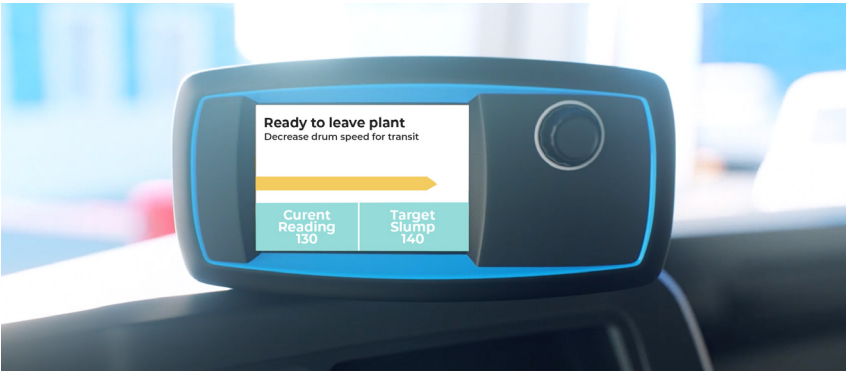 Ready to leave plant
Decrease drum speed for transit
Curent
Reading
130
Target
Slump
140